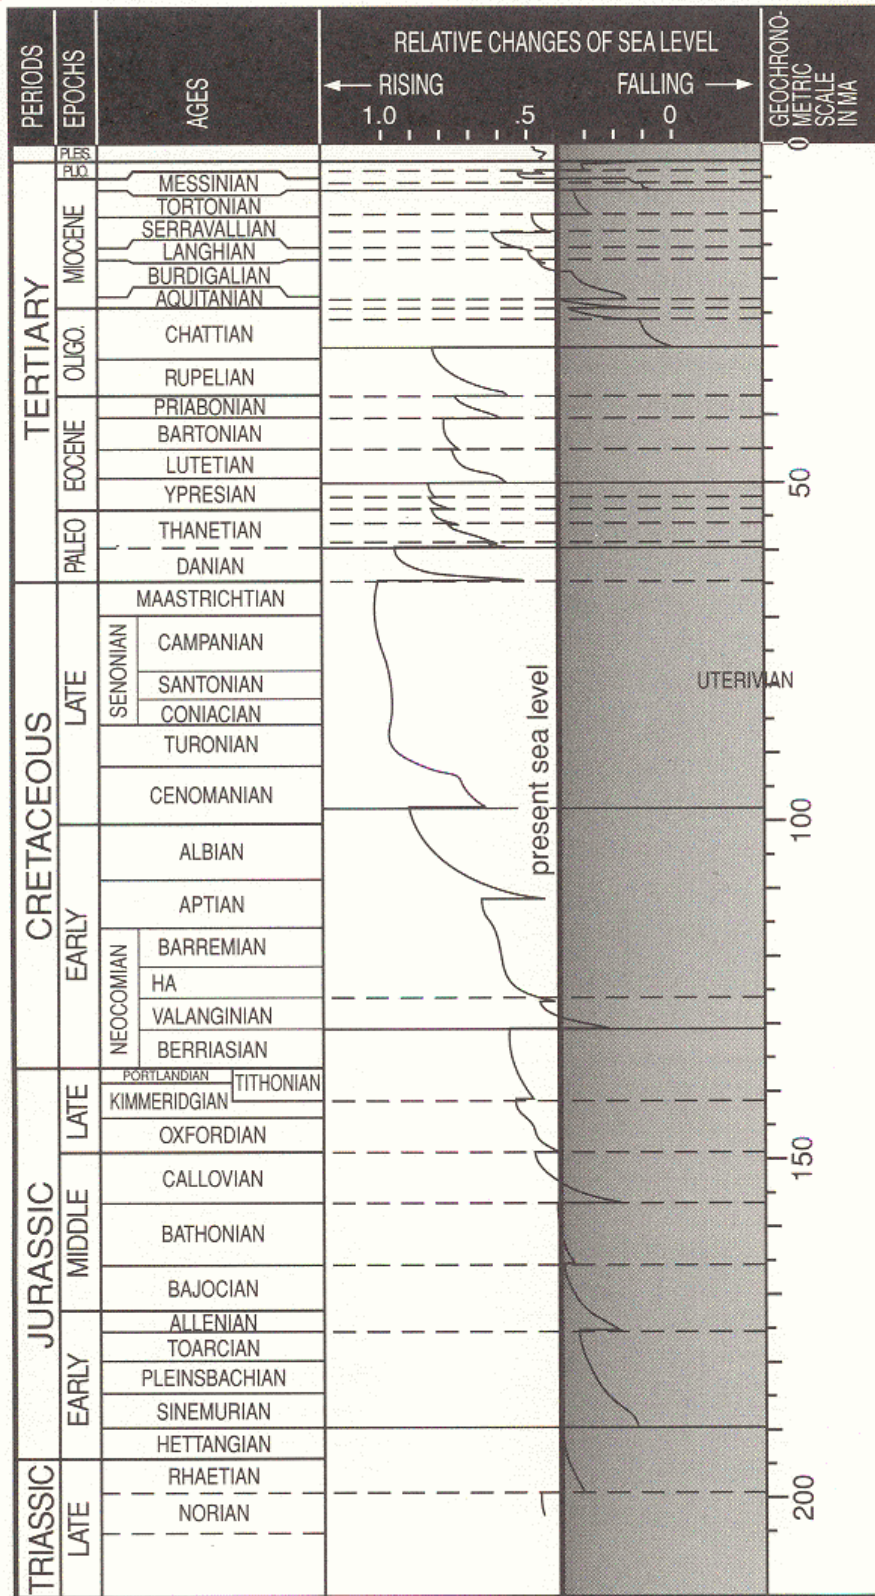 PERIODS
EPOCHS
AGES
RELATIVE CHANGES OF SEA LEVEL
RISING
FALLING
1.0
.5
0
GEOCHRONO-
METRIC
SCALE
IN MA
TERTIARY
PLEIS.
PLIO.
MIOCENE
OLIGO.
EOCENE
PALEO
MESSINIAN
TORTONIAN
SERRAVALLIAN
LANGHIAN
BURDIGALIAN
AQUITANIAN
CHATTIAN
RUPELIAN
PRIABONIAN
BARTONIAN
LUTETIAN
YPRESIAN
THANETIAN
DANIAN
CRETACEOUS
LATE
EARLY
MAASTRICHTIAN
SENONIAN
CAMPANIAN
SANTONIAN
CONIACIAN
TURONIAN
CENOMANIAN
ALBIAN
APTIAN
NEOCOMIAN
BARREMIAN
HA
VALANGINIAN
BERRIASIAN
JURASSIC
LATE
MIDDLE
EARLY
PORTLANDIAN
TITHONIAN
KIMMERIDGIAN
OXFORDIAN
CALLOVIAN
BATHONIAN
BAJOCIAN
ALLENIAN
TOARCIAN
PLEINSBACHIAN
SINEMURIAN
HETTANGIAN
TRIASSIC
LATE
RHAETIAN
NORIAN
present sea level
UTERIVIAN
0
50
100
150
200